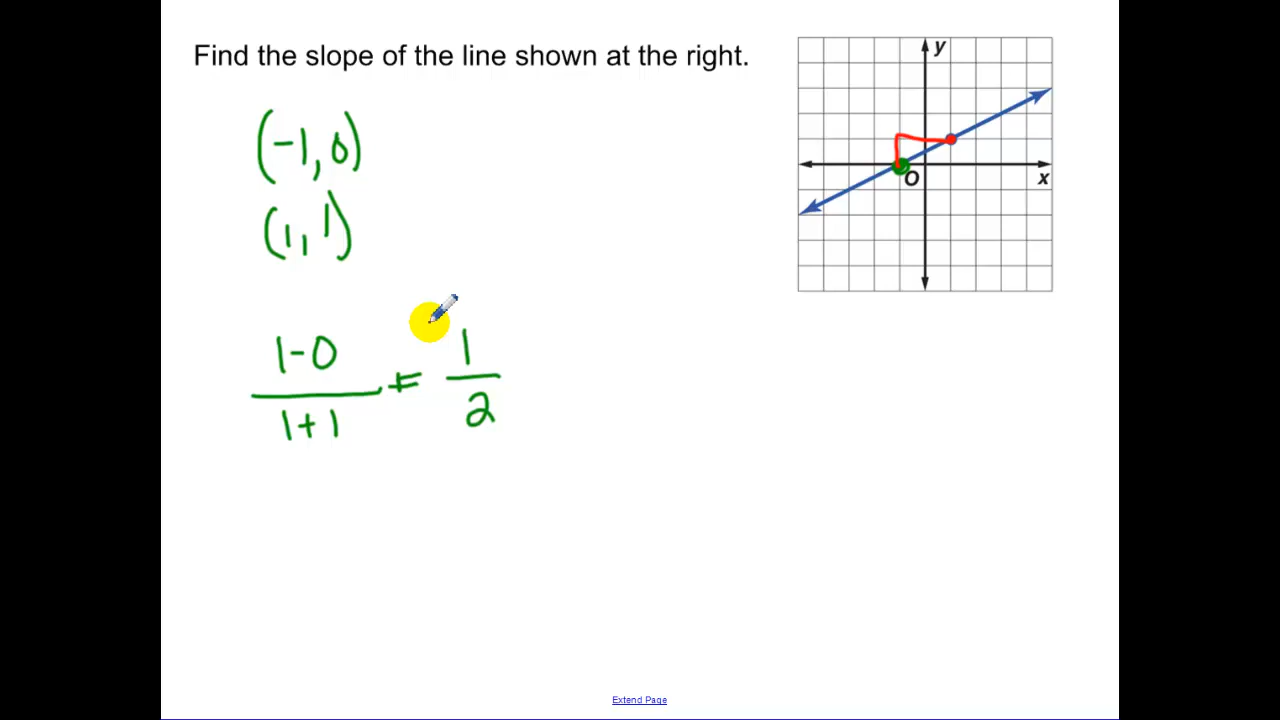 Find the slope of the line shown at the right.
y
O
x
(-1, 0)
(1, 1)
1-0
1+1
=
1
2
Extend Page